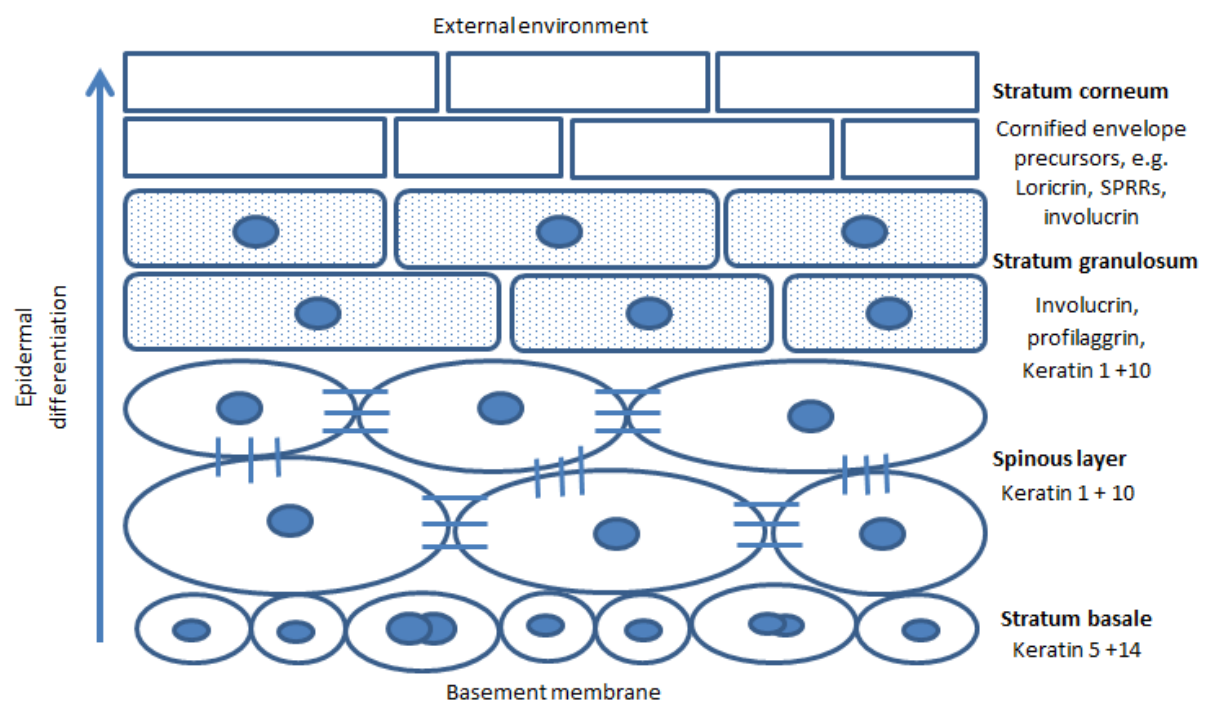 External environment
Stratum corneum
Cornified envelope
precursors, e.g.
Loricrin, SPRRs,
involucrin
Stratum granulosum
Involucrin,
profilaggrin,
Keratin 1 +10
Epidermal
differentiation
Spinous layer
Keratin 1 + 10
Stratum basale
Keratin 5 +14
Basement membrane